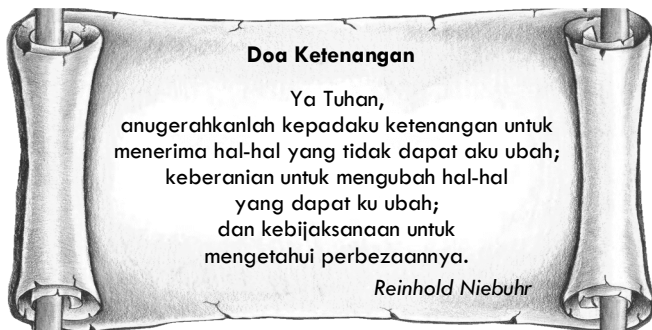 Doa Ketenangan
Ya Tuhan,
anugerahkanlah kepadaku ketenangan untuk
menerima hal-hal yang tidak dapat aku ubah;
keberanian untuk mengubah hal-hal
yang dapat ku ubah;
dan kebijaksanaan untuk
mengetahui perbezaannya.
Reinhold Niebuhr